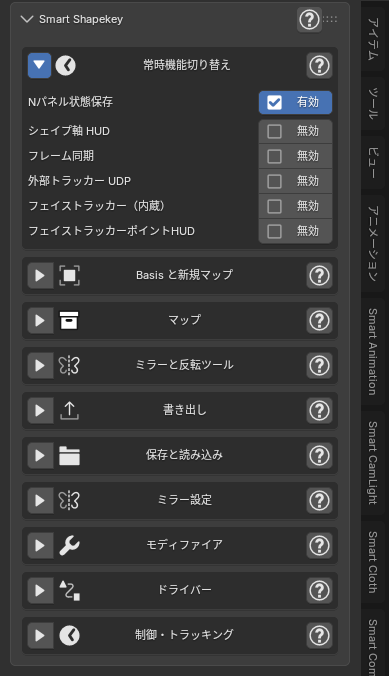 Smart Shapekey
常時機能切り替え
Nパネル状態保存 有効
シェイプ軸 HUD 無効
フレーム同期 無効
外部トラッカー UDP 無効
フェイストラッカー（内蔵） 無効
フェイストラッカーポイントHUD 無効
Basis と新規マップ
マップ
ミラーと反転ツール
書き出し
保存と読み込み
ミラー設定
モディファイア
ドライバー
制御・トラッキング
アイテム
ツール
ビュー
アニメーション
Smart Animation
Smart CamLight
Smart Cloth
Smart Com